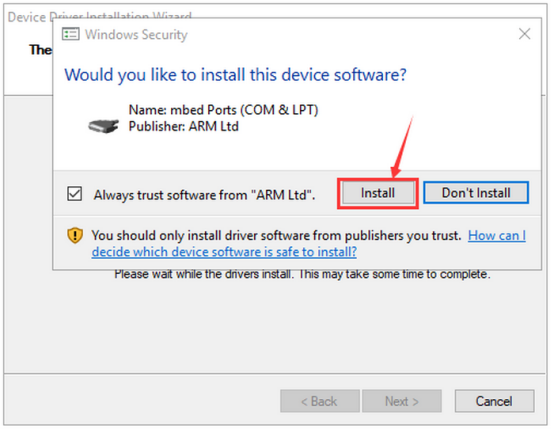 Device Driver Installation Wizard
The
Windows Security
Would you like to install this device software?
Name: mbed Ports (COM & LPT)
Publisher: ARM Ltd
Always trust software from "ARM Ltd".
Install
Don't Install
You should only install driver software from publishers you trust. How can I
decide which device software is safe to install?
Please wait while the drivers install. This may take some time to complete.
< Back
Next >
Cancel